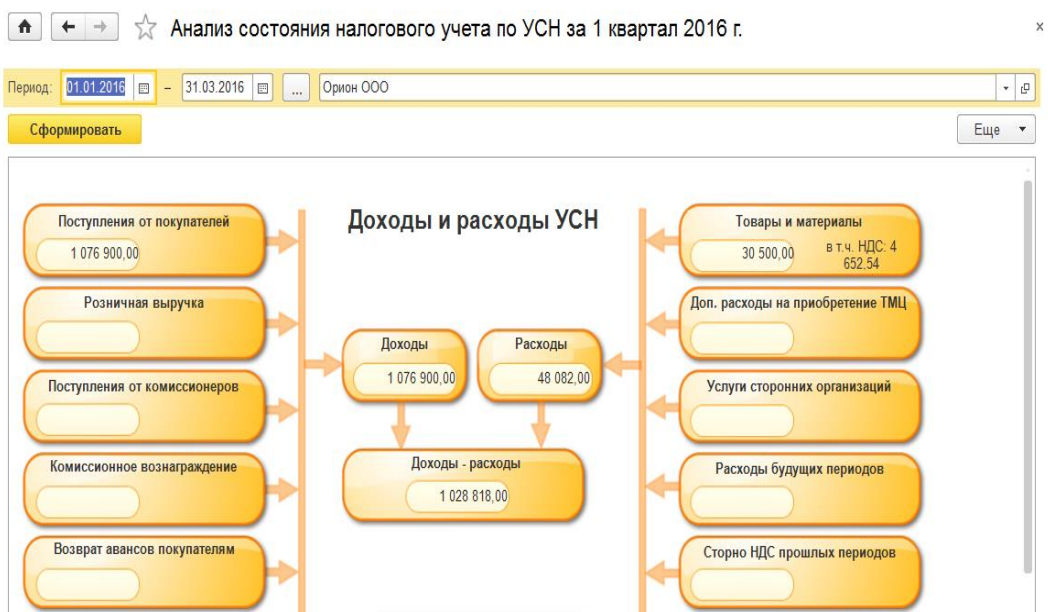 Анализ состояния налогового учета по УСН за 1 квартал 2016 г.
Период: 01.01.2016 – 31.03.2016 ... Орион ООО
Сформировать
Еще
Доходы и расходы УСН
Поступления от покупателей
1 076 900,00
Розничная выручка
Поступления от комиссионеров
Комиссионное вознаграждение
Возврат авансов покупателям
Доходы
1 076 900,00
Расходы
48 082,00
Доходы - расходы
1 028 818,00
Товары и материалы
30 500,00
в т.ч. НДС: 4
652,54
Доп. расходы на приобретение ТМЦ
Услуги сторонних организаций
Расходы будущих периодов
Сторно НДС прошлых периодов